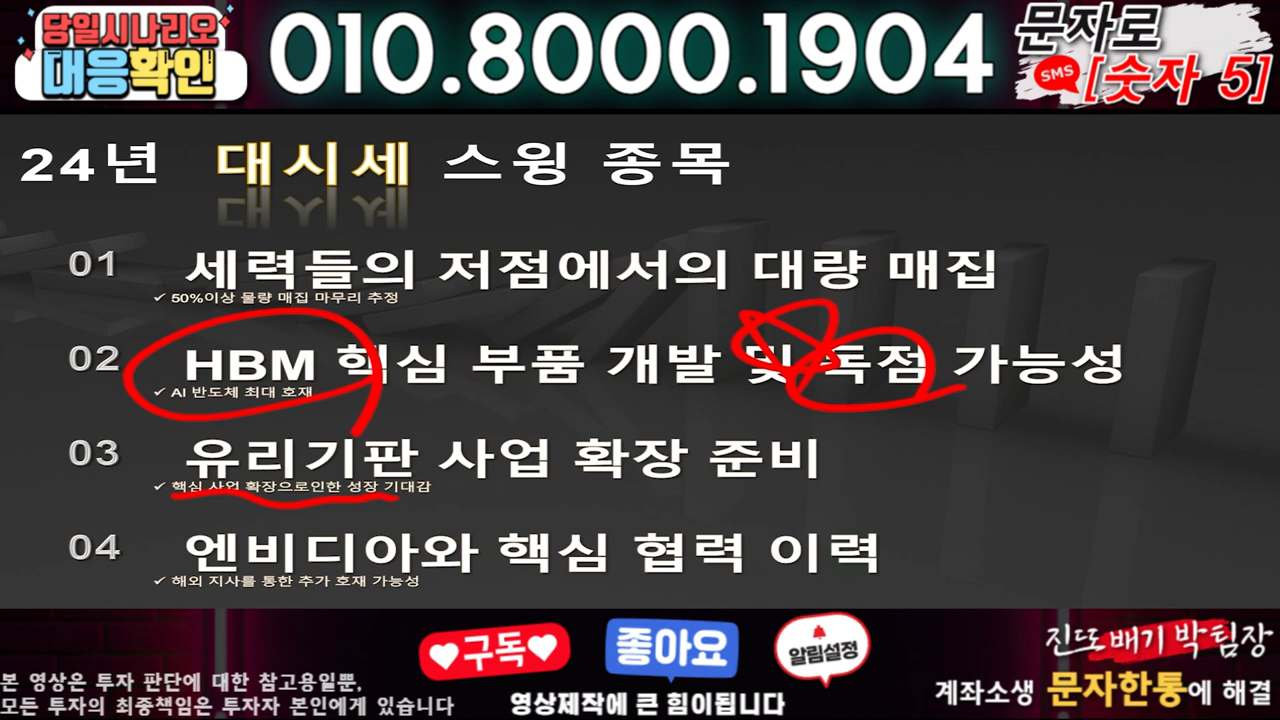 당일시나리오
대응확인
010.8000.1904
문자로
SMS
[숫자 5]
24년 대시세 스윙 종목
01 세력들의 저점에서의 대량 매집
✓ 50%이상 물량 매집 마무리 추정
02 HBM 핵심 부품 개발 및 독점 가능성
✓ AI 반도체 최대 호재
03 유리기판 사업 확장 준비
✓ 핵심 사업 확장으로인한 성장 기대감
04 엔비디아와 핵심 협력 이력
✓ 해외 지사를 통한 추가 호재 가능성
구독
좋아요
알림설정
영상제작에 큰 힘이됩니다
본 영상은 투자 판단에 대한 참고용일뿐,
모든 투자의 최종책임은 투자자 본인에게 있습니다
진또배기 박팀장
계좌소생 문자한통에 해결